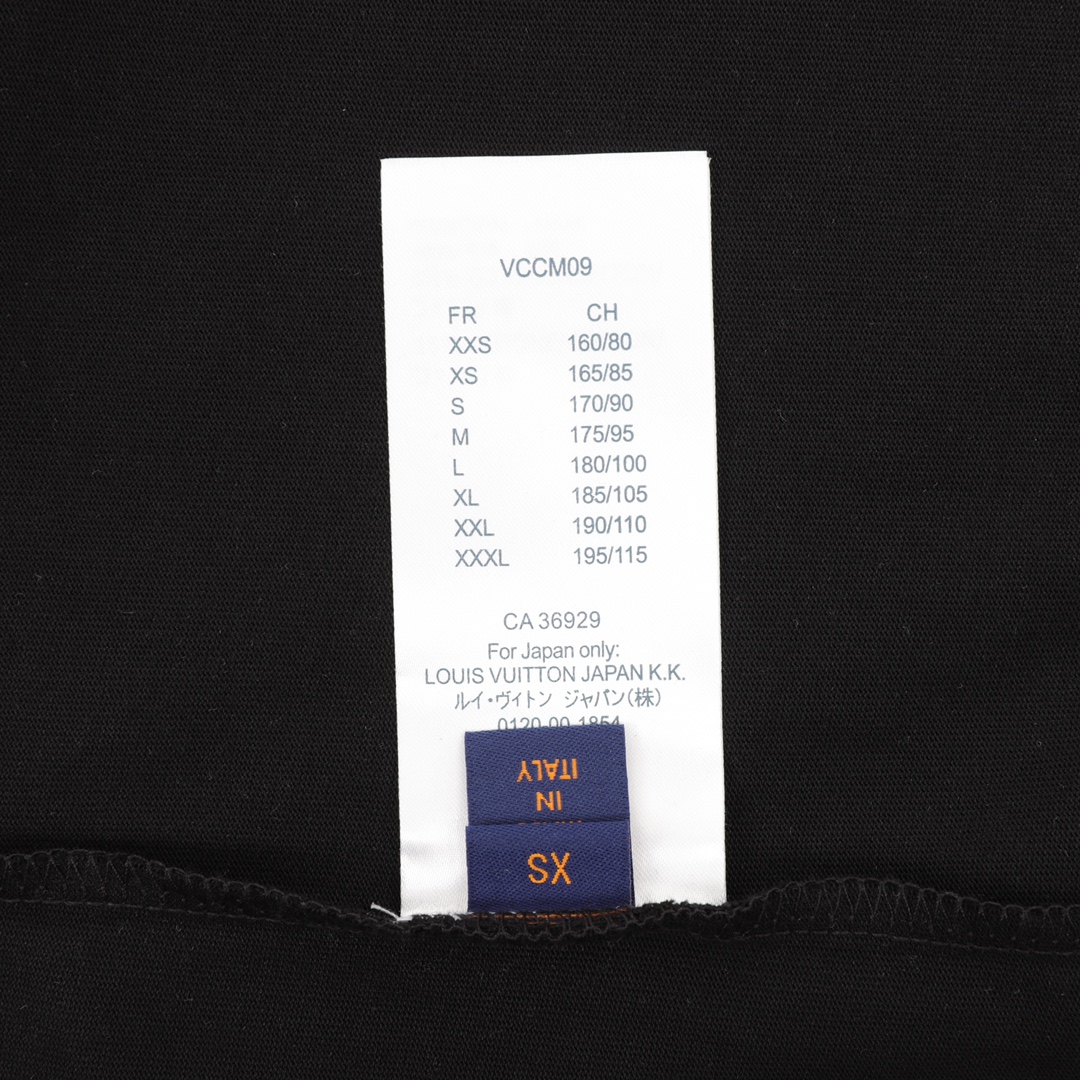 VCCM09
FR CH
XXS 160/80
XS 165/85
S 170/90
M 175/95
L 180/100
XL 185/105
XXL 190/110
XXXL 195/115
CA 36929
For Japan only:
LOUIS VUITTON JAPAN K.K.
ルイ・ヴィトン ジャパン(株)
0120-00-1854
IN
ITALY
XS